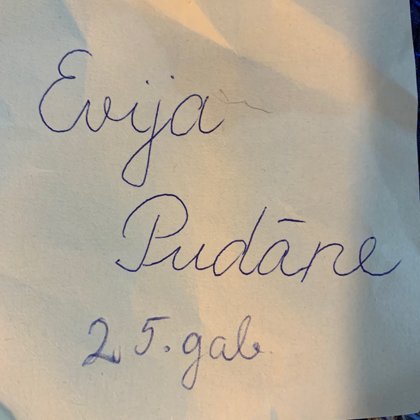 Evija
Pudāne
25. gab.